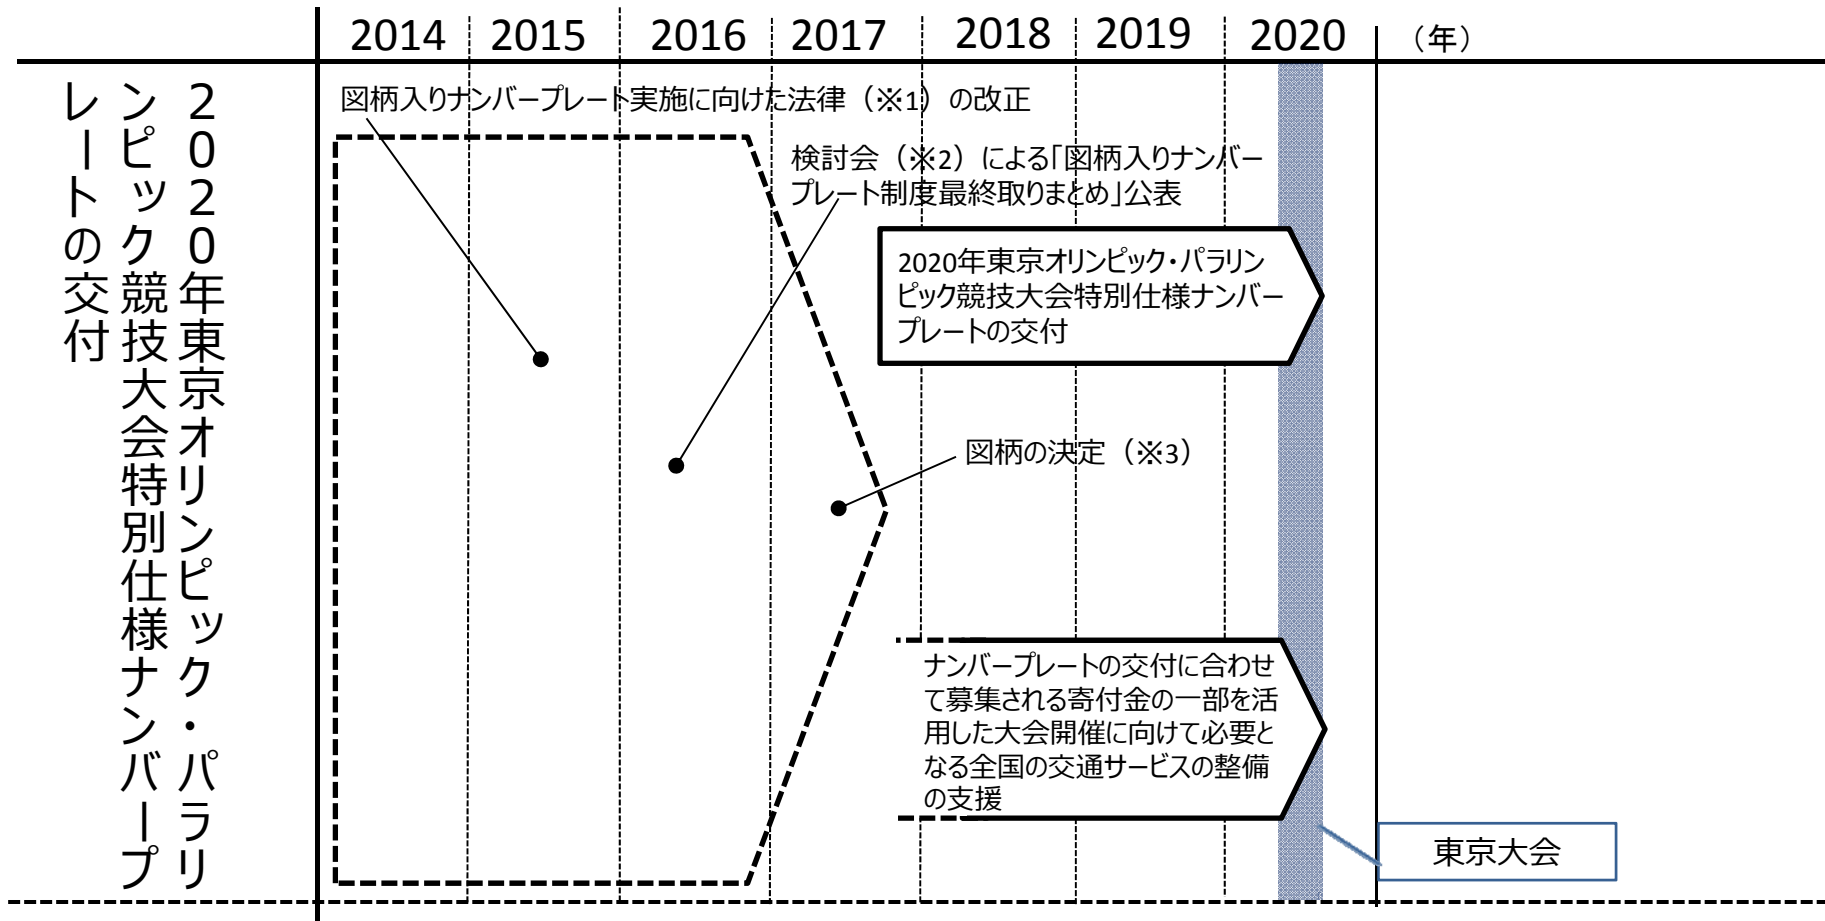 2014 2015 2016 2017 2018 2019 2020 （年）
2020年東京オリンピック・パラリ
ンピック競技大会特別仕様ナンバープ
レートの交付
図柄入りナンバープレート実施に向けた法律（※1）の改正
検討会（※2）による「図柄入りナンバー
プレート制度最終取りまとめ」公表
2020年東京オリンピック・パラリン
ピック競技大会特別仕様ナンバー
プレートの交付
図柄の決定（※3）
ナンバープレートの交付に合わせ
て募集される寄付金の一部を活
用した大会開催に向けて必要と
なる全国の交通サービスの整備
の支援
東京大会